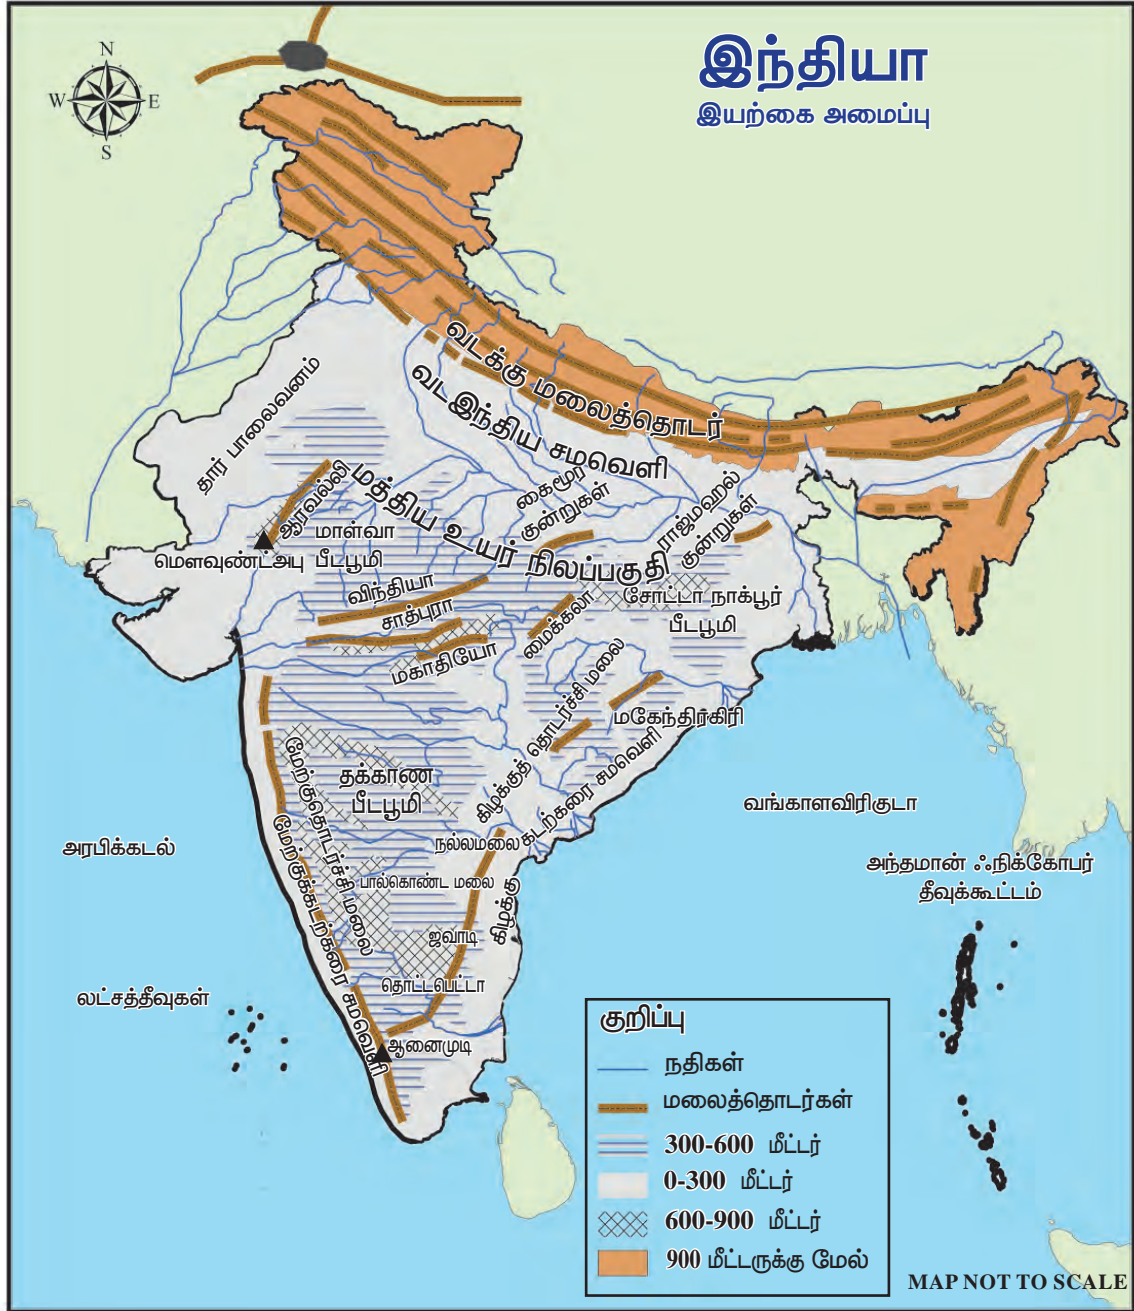 இந்தியா
இயற்கை அமைப்பு
N
W
E
S
வடக்கு மலைத்தொடர்
வடஇந்திய சமவெளி
தார் பாலைவனம்
ஆரவல்லி
மத்திய உயர் நிலப்பகுதி
கைமூர்
குன்றுகள்
ராஜ்மஹல்
குன்றுகள்
மாள்வா
பீடபூமி
மௌவுண்ட்அபு
விந்தியா
சாத்புரா
மகாதியோ
மைக்கலா
சோட்டா நாக்பூர்
பீடபூமி
மகேந்திரகிரி
கிழக்குத் தொடர்ச்சி மலை
தக்காண
பீடபூமி
மேற்குதொடர்ச்சி மலை
மேற்குக்கடற்கரை சமவெளி
நல்லமலை
கிழக்கு கடற்கரை சமவெளி
பால்கொண்ட மலை
ஜவாடி
தொட்டபெட்டா
ஆனைமுடி
அரபிக்கடல்
வங்காளவிரிகுடா
அந்தமான் ஃநிக்கோபர்
தீவுக்கூட்டம்
லட்சத்தீவுகள்
குறிப்பு
நதிகள்
மலைத்தொடர்கள்
300-600 மீட்டர்
0-300 மீட்டர்
600-900 மீட்டர்
900 மீட்டருக்கு மேல்
MAP NOT TO SCALE